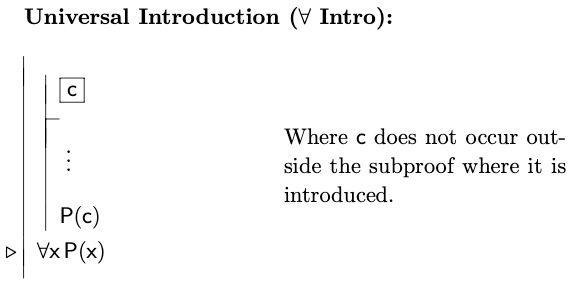 Universal Introduction (∀ Intro):
c
⋮
P(c)
▷ ∀x P(x)
Where c does not occur out-
side the subproof where it is
introduced.